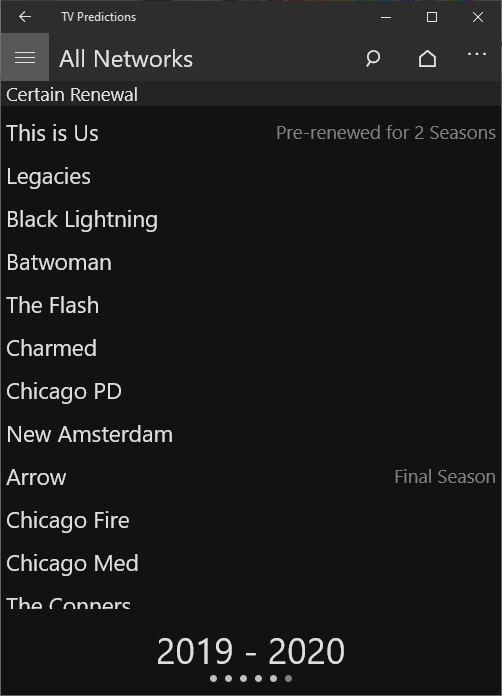 TV Predictions
All Networks
Certain Renewal
This is Us Pre-renewed for 2 Seasons
Legacies
Black Lightning
Batwoman
The Flash
Charmed
Chicago PD
New Amsterdam
Arrow Final Season
Chicago Fire
Chicago Med
The Conners
2019 - 2020